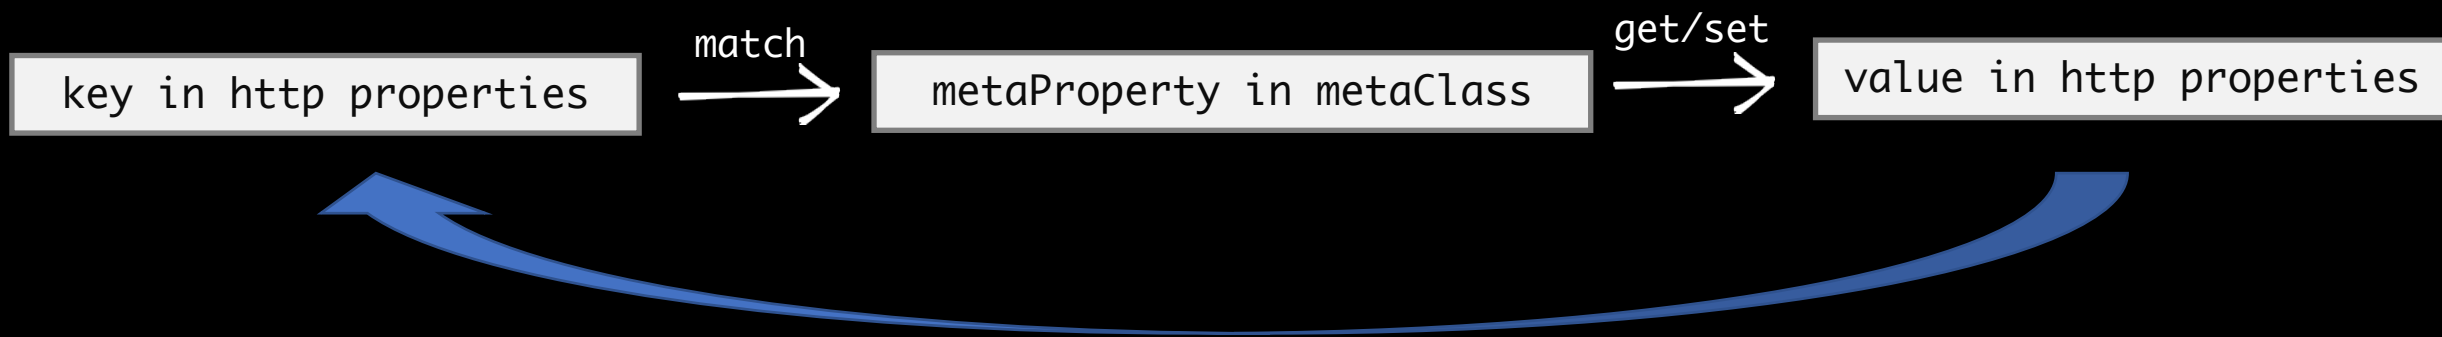 key in http properties
match
metaProperty in metaClass
get/set
value in http properties